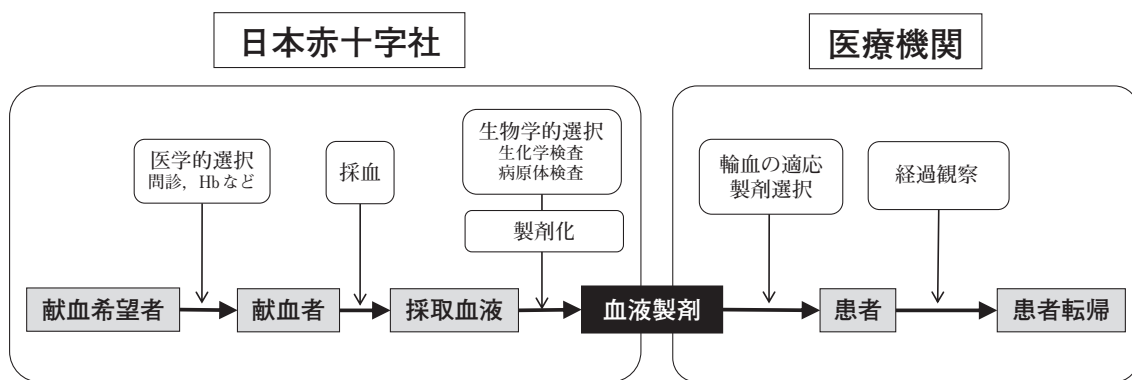 日本赤十字社
医療機関
医学的選択
問診，Hbなど
採血
生物学的選択
生化学検査
病原体検査
製剤化
輸血の適応
製剤選択
経過観察
献血希望者
献血者
採取血液
血液製剤
患者
患者転帰